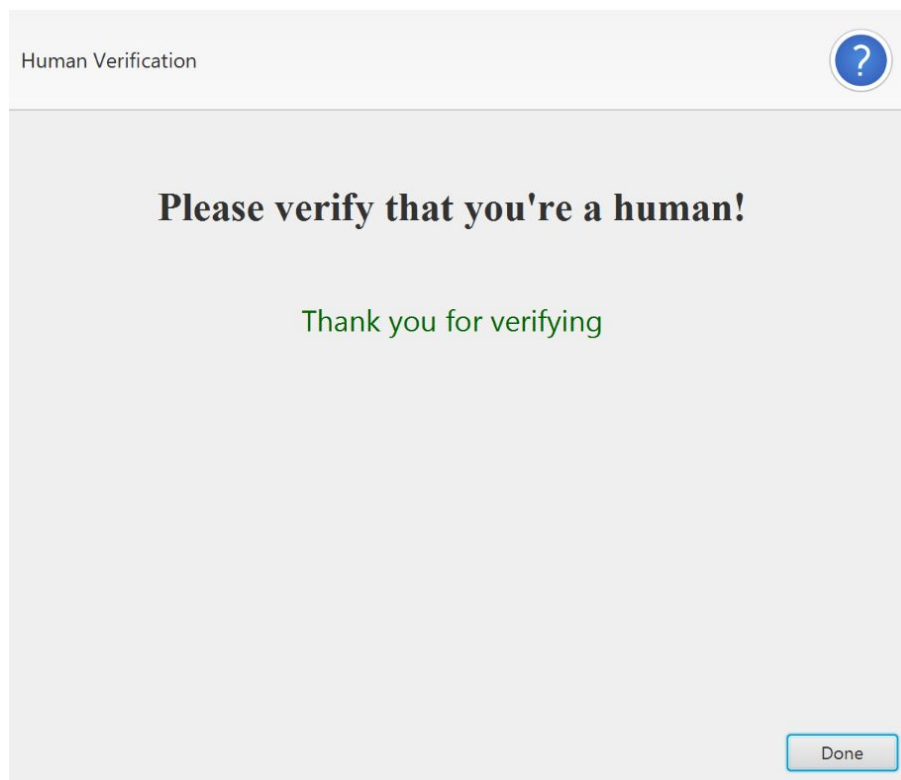 Human Verification
?
Please verify that you're a human!
Thank you for verifying
Done